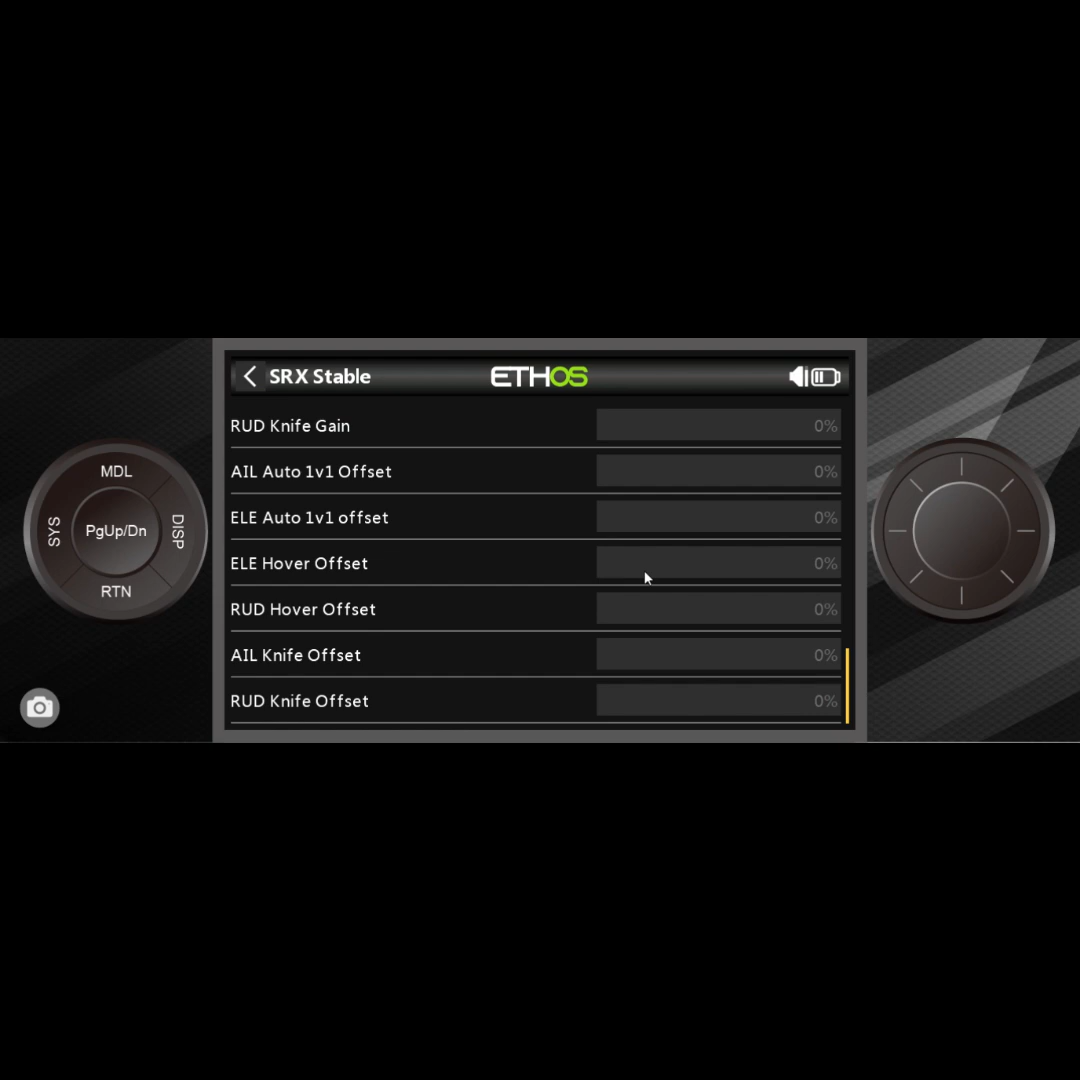 SRX Stable
ETHOS
RUD Knife Gain 0%
AIL Auto 1v1 Offset 0%
ELE Auto 1v1 offset 0%
ELE Hover Offset 0%
RUD Hover Offset 0%
AIL Knife Offset 0%
RUD Knife Offset 0%
MDL
SYS
PgUp/Dn
DISP
RTN